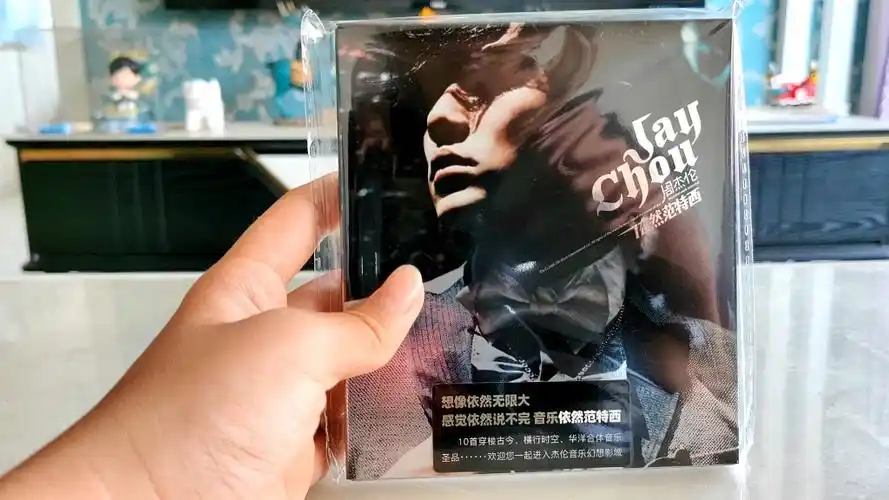 Jay
Chou
周杰伦
依然范特西
想像依然无限大
感觉依然说不完 音乐依然范特西
10首穿梭古今、横行时空、华洋合体音乐
圣品······欢迎您一起进入杰伦音乐幻想影城